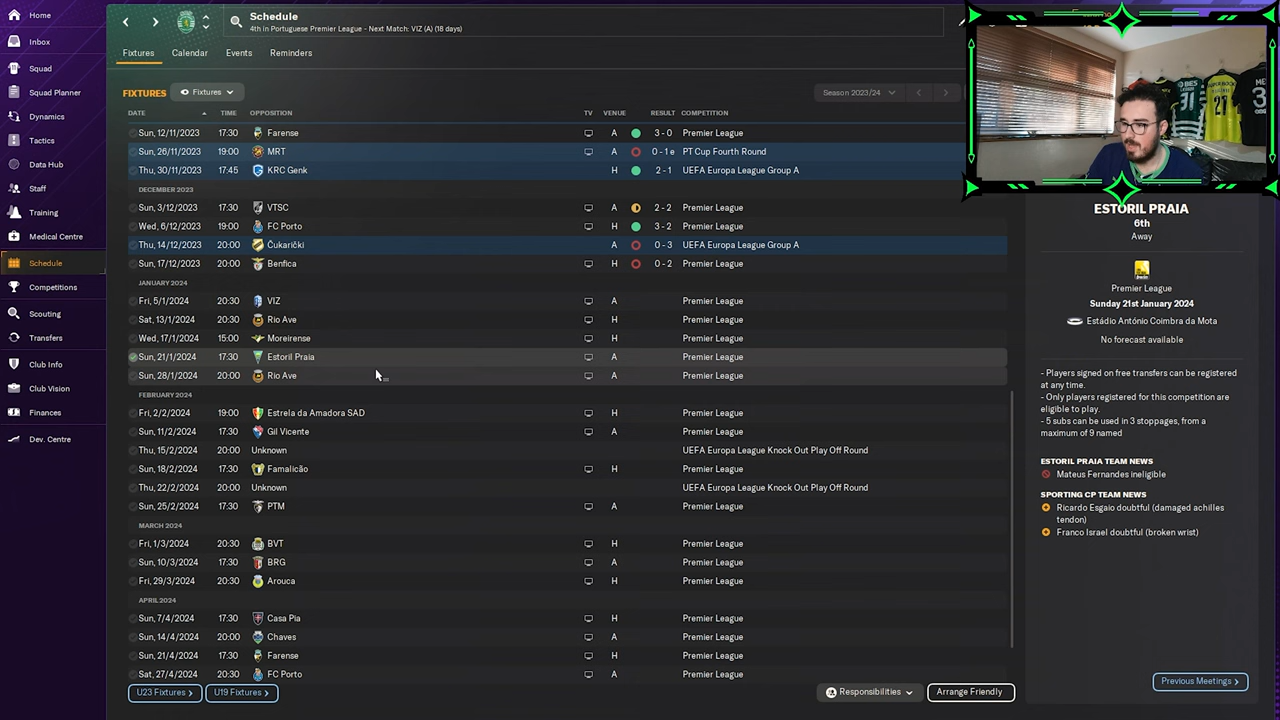 Home
Inbox
Squad
Squad Planner
Dynamics
Tactics
Data Hub
Staff
Training
Medical Centre
Schedule
Competitions
Scouting
Transfers
Club Info
Club Vision
Finances
Dev. Centre
Schedule
4th in Portuguese Premier League - Next Match: VIZ (A) (18 days)
Fixtures Calendar Events Reminders
FIXTURES Fixtures Season 2023/24
DATE TIME OPPOSITION TV VENUE RESULT COMPETITION
Sun, 12/11/2023 17:30 Farense A 3 - 0 Premier League
Sun, 26/11/2023 19:00 MRT A 0 - 1 e PT Cup Fourth Round
Thu, 30/11/2023 17:45 KRC Genk H 2 - 1 UEFA Europa League Group A
DECEMBER 2023
Sun, 3/12/2023 17:30 VTSC A 2 - 2 Premier League
Wed, 6/12/2023 19:00 FC Porto H 3 - 2 Premier League
Thu, 14/12/2023 20:00 Čukarički A 0 - 3 UEFA Europa League Group A
Sun, 17/12/2023 20:00 Benfica H 0 - 2 Premier League
JANUARY 2024
Fri, 5/1/2024 20:30 VIZ A Premier League
Sat, 13/1/2024 20:30 Rio Ave H Premier League
Wed, 17/1/2024 15:00 Moreirense H Premier League
Sun, 21/1/2024 17:30 Estoril Praia A Premier League
Sun, 28/1/2024 20:00 Rio Ave A Premier League
FEBRUARY 2024
Fri, 2/2/2024 19:00 Estrela da Amadora SAD H Premier League
Sun, 11/2/2024 17:30 Gil Vicente A Premier League
Thu, 15/2/2024 20:00 Unknown UEFA Europa League Knock Out Play Off Round
Sun, 18/2/2024 17:30 Famalicão H Premier League
Thu, 22/2/2024 20:00 Unknown UEFA Europa League Knock Out Play Off Round
Sun, 25/2/2024 17:30 PTM A Premier League
MARCH 2024
Fri, 1/3/2024 20:30 BVT H Premier League
Sun, 10/3/2024 17:30 BRG A Premier League
Fri, 29/3/2024 20:30 Arouca H Premier League
APRIL 2024
Sun, 7/4/2024 17:30 Casa Pia H Premier League
Sun, 14/4/2024 20:00 Chaves A Premier League
Sun, 21/4/2024 17:30 Farense H Premier League
Sat, 27/4/2024 20:30 FC Porto A Premier League
U23 Fixtures > U19 Fixtures > Responsibilities Arrange Friendly
ESTORIL PRAIA
6th
Away
Premier League
Sunday 21st January 2024
Estádio António Coimbra da Mota
No forecast available
- Players signed on free transfers can be registered
at any time.
- Only players registered for this competition are
eligible to play.
- 5 subs can be used in 3 stoppages, from a
maximum of 9 named
ESTORIL PRAIA TEAM NEWS
Mateus Fernandes ineligible
SPORTING CP TEAM NEWS
Ricardo Esgaio doubtful (damaged achilles
tendon)
Franco Israel doubtful (broken wrist)
Previous Meetings >